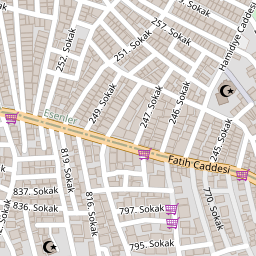 257. Sokak
Hamidiye Caddesi
251. Sokak
252. Sokak
249. Sokak
Esenler
247. Sokak
246. Sokak
245. Sokak
Fatih Caddesi
819. Sokak
816. Sokak
837. Sokak
836. Sokak
770. Sokak
797. Sokak
795. Sokak